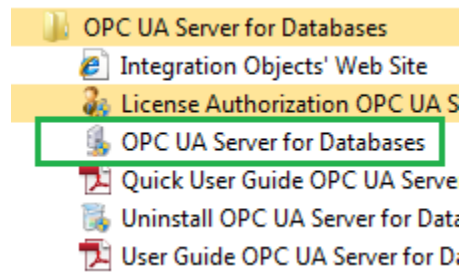 OPC UA Server for Databases
Integration Objects' Web Site
License Authorization OPC UA
OPC UA Server for Databases
Quick User Guide OPC UA Serve
Uninstall OPC UA Server for Data
User Guide OPC UA Server for Da